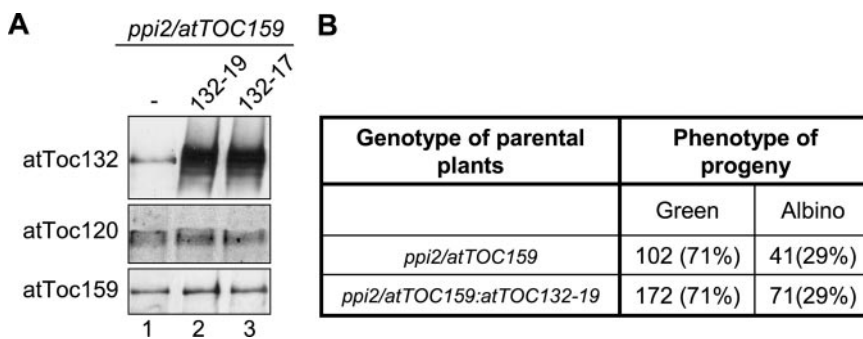 A
ppi2/atTOC159
- 132-19 132-17
atToc132
atToc120
atToc159
1 2 3
B
Genotype of parental plants Phenotype of progeny
Green Albino
ppi2/atTOC159 102 (71%) 41(29%)
ppi2/atTOC159:atTOC132-19 172 (71%) 71(29%)